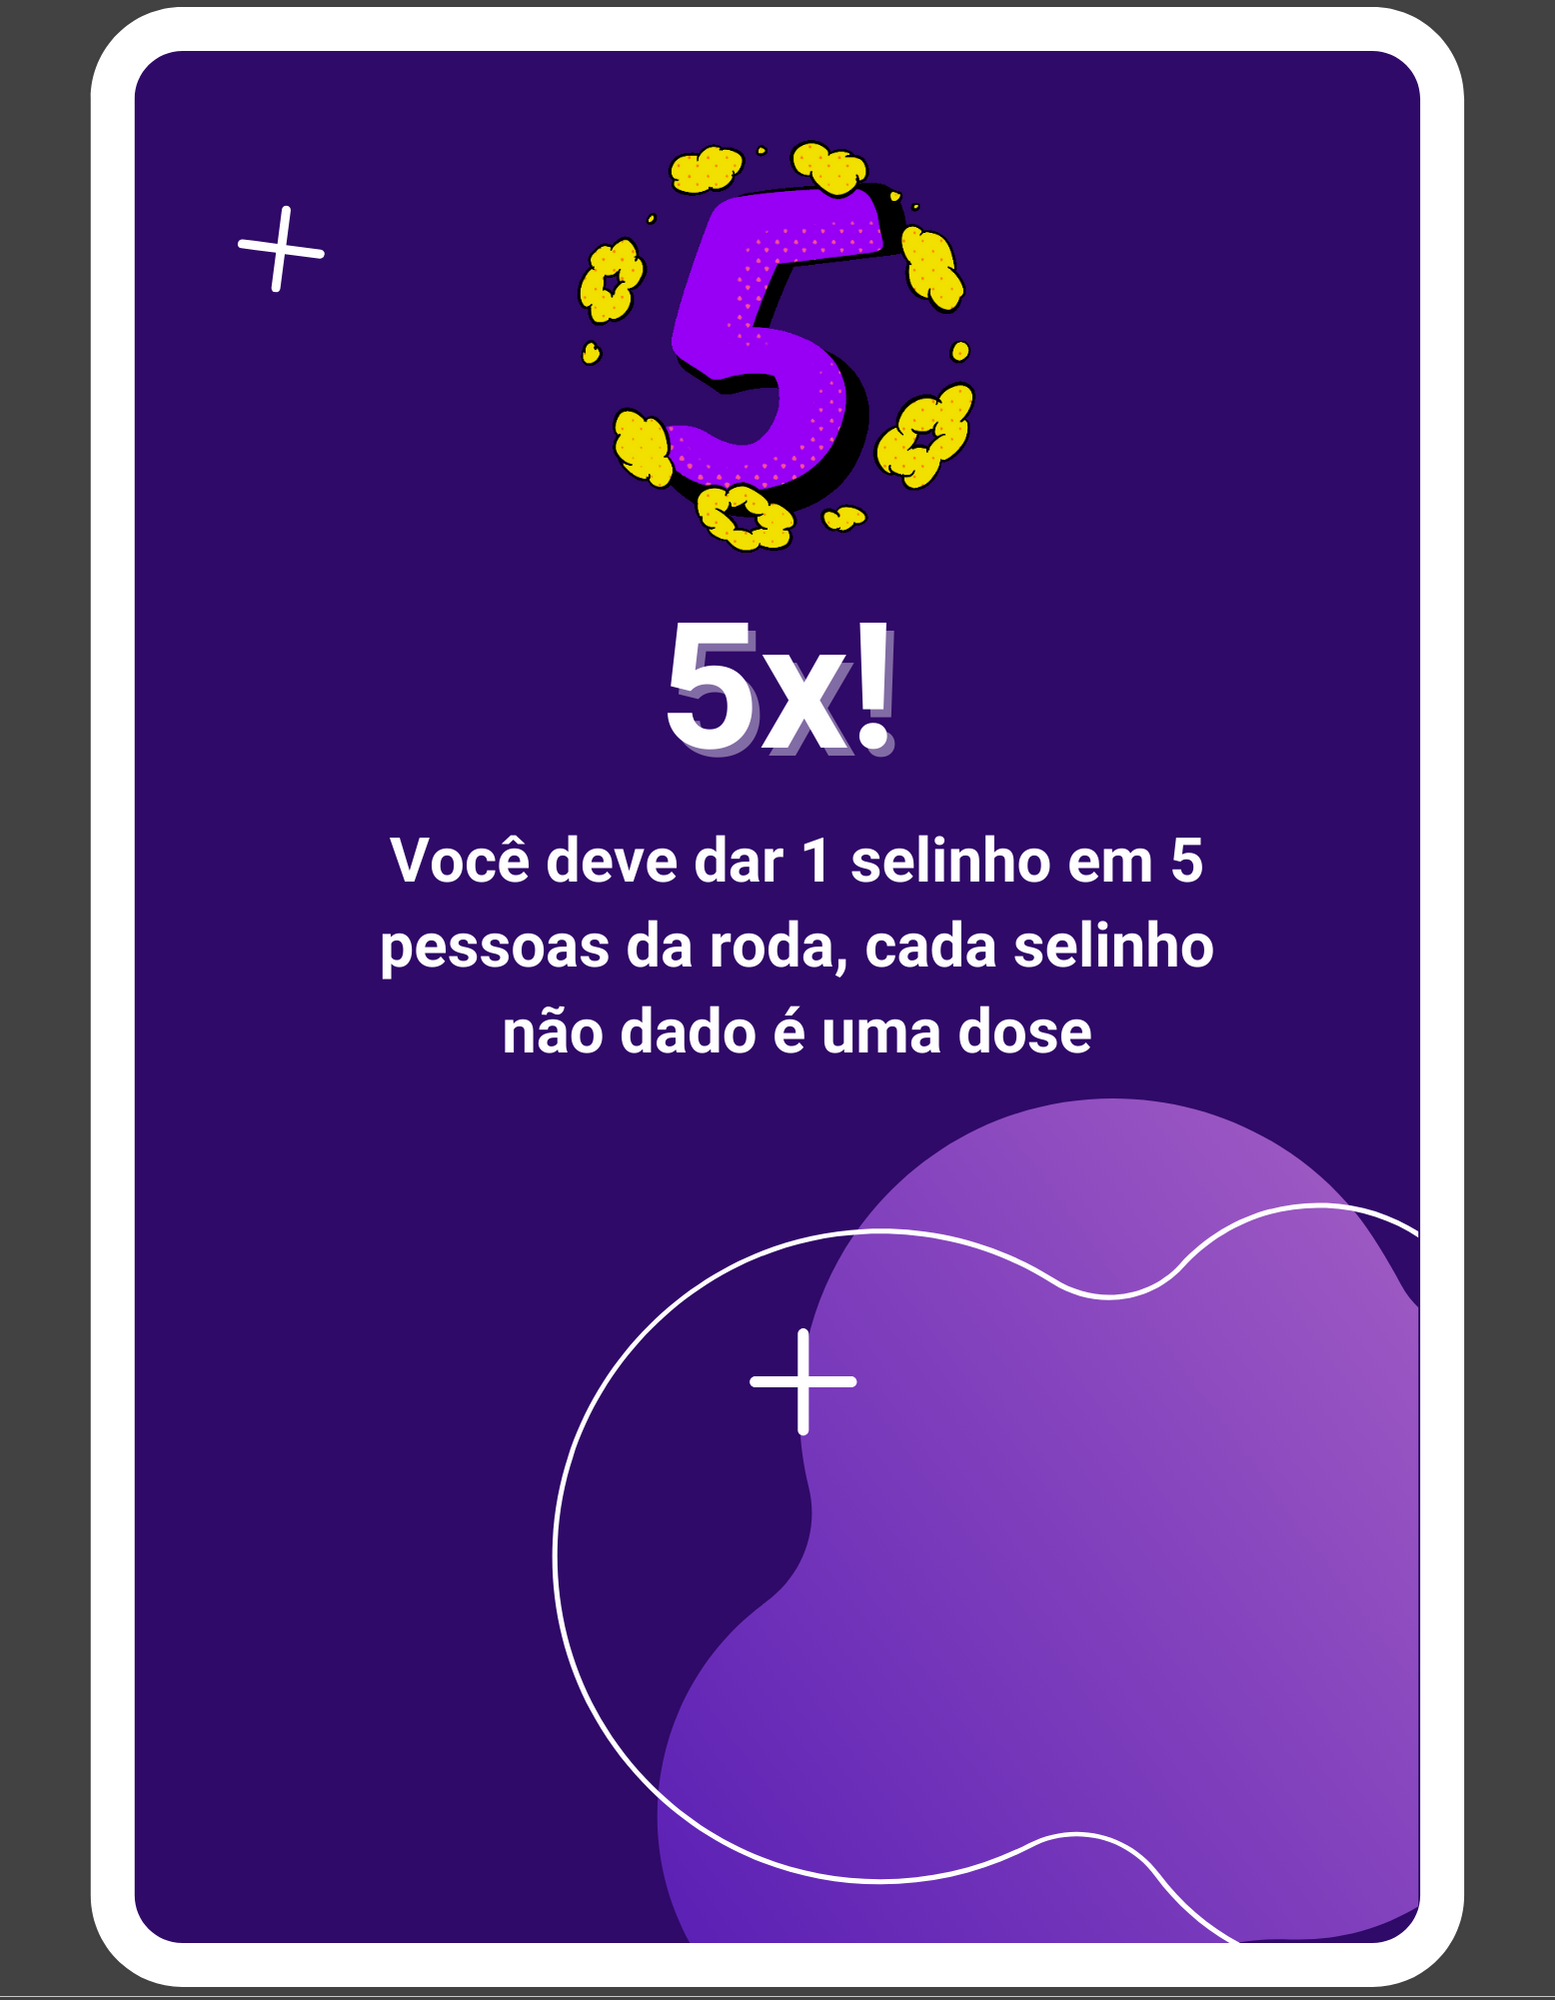 5
5x!
Você deve dar 1 selinho em 5
pessoas da roda, cada selinho
não dado é uma dose